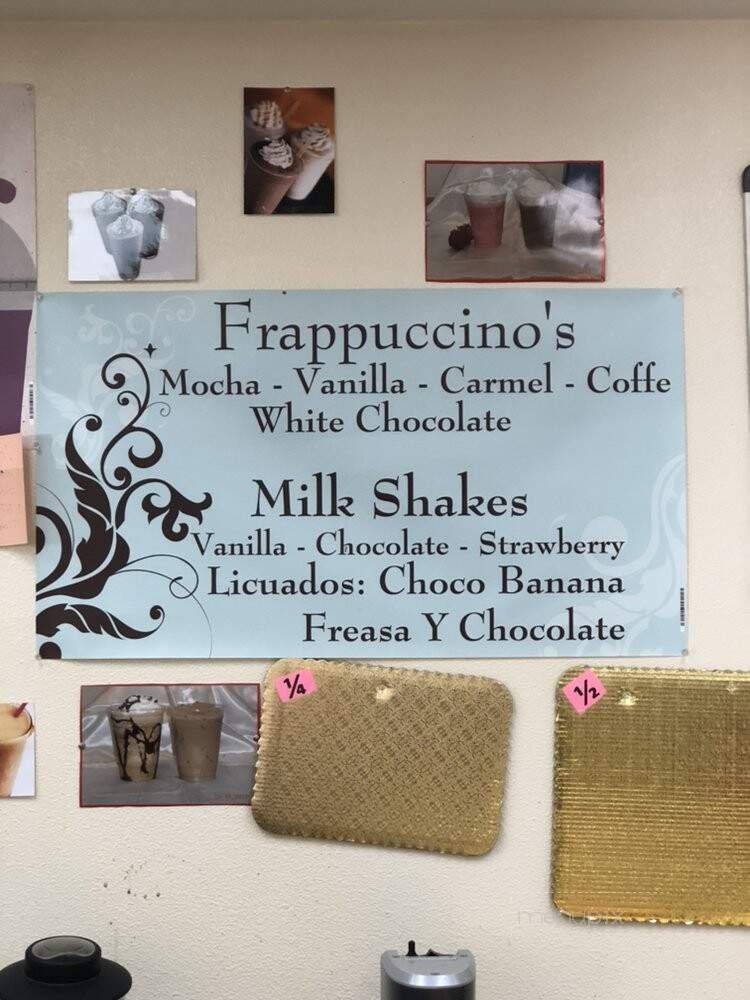 Frappuccino's
Mocha - Vanilla - Carmel - Coffe
White Chocolate
Milk Shakes
Vanilla - Chocolate - Strawberry
Licuados: Choco Banana
Freasa Y Chocolate
1/4
1/2
menupix